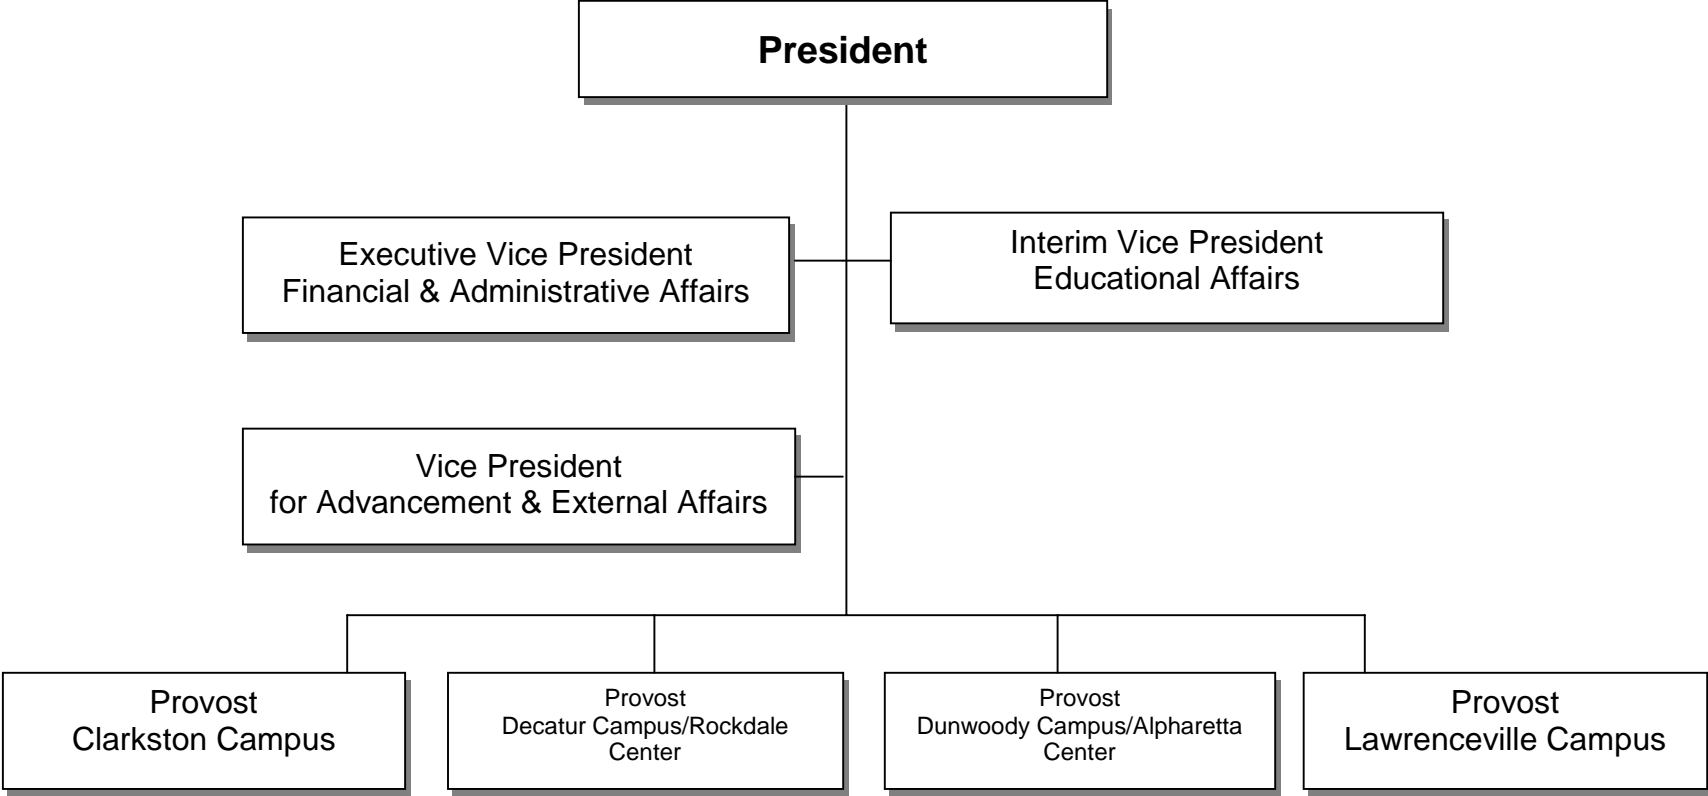 President
Executive Vice President
Financial & Administrative Affairs
Interim Vice President
Educational Affairs
Vice President
for Advancement & External Affairs
Provost
Clarkston Campus
Provost
Decatur Campus/Rockdale
Center
Provost
Dunwoody Campus/Alpharetta
Center
Provost
Lawrenceville Campus